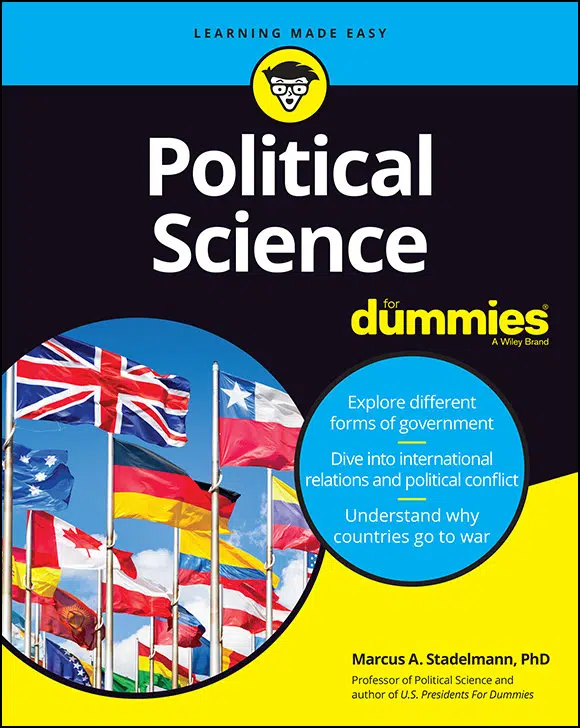 LEARNING MADE EASY
Political
Science
for
dummies®
A Wiley Brand
Explore different
forms of government
Dive into international
relations and political conflict
Understand why
countries go to war
Marcus A. Stadelmann, PhD
Professor of Political Science and
author of U.S. Presidents For Dummies